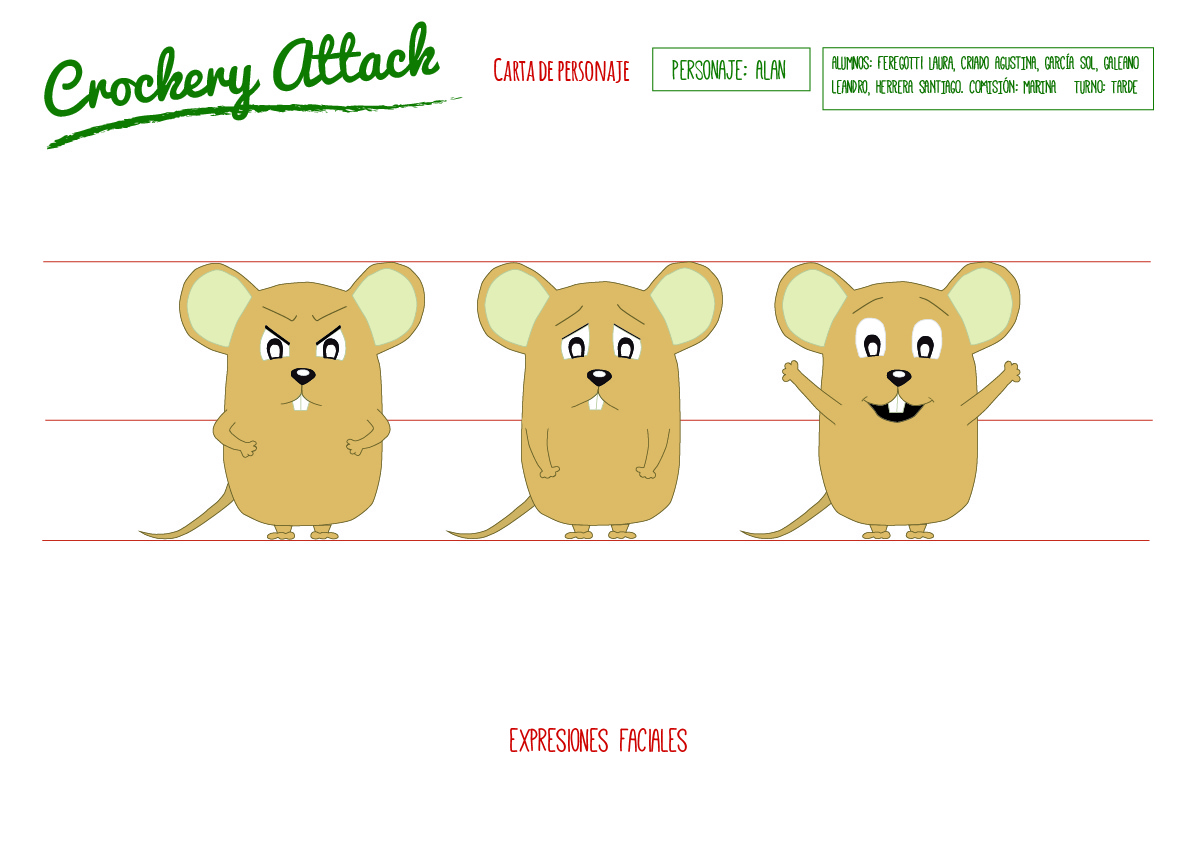 Crockery Attack
CARTA DE PERSONAJE
PERSONAJE: ALAN
ALUMNOS: FEREGOTTI LAURA, CRIADO AGUSTINA, GARCÍA SOL, GALEANO
LEANDRO, HERRERA SANTIAGO. COMISIÓN: MARINA TURNO: TARDE
EXPRESIONES FACIALES